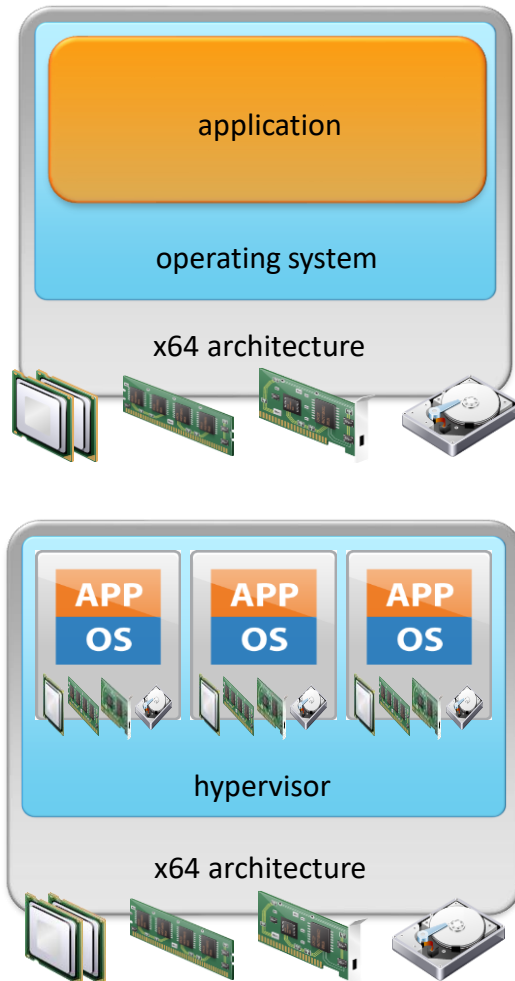 application
operating system
x64 architecture
APP APP APP
OS OS OS
hypervisor
x64 architecture